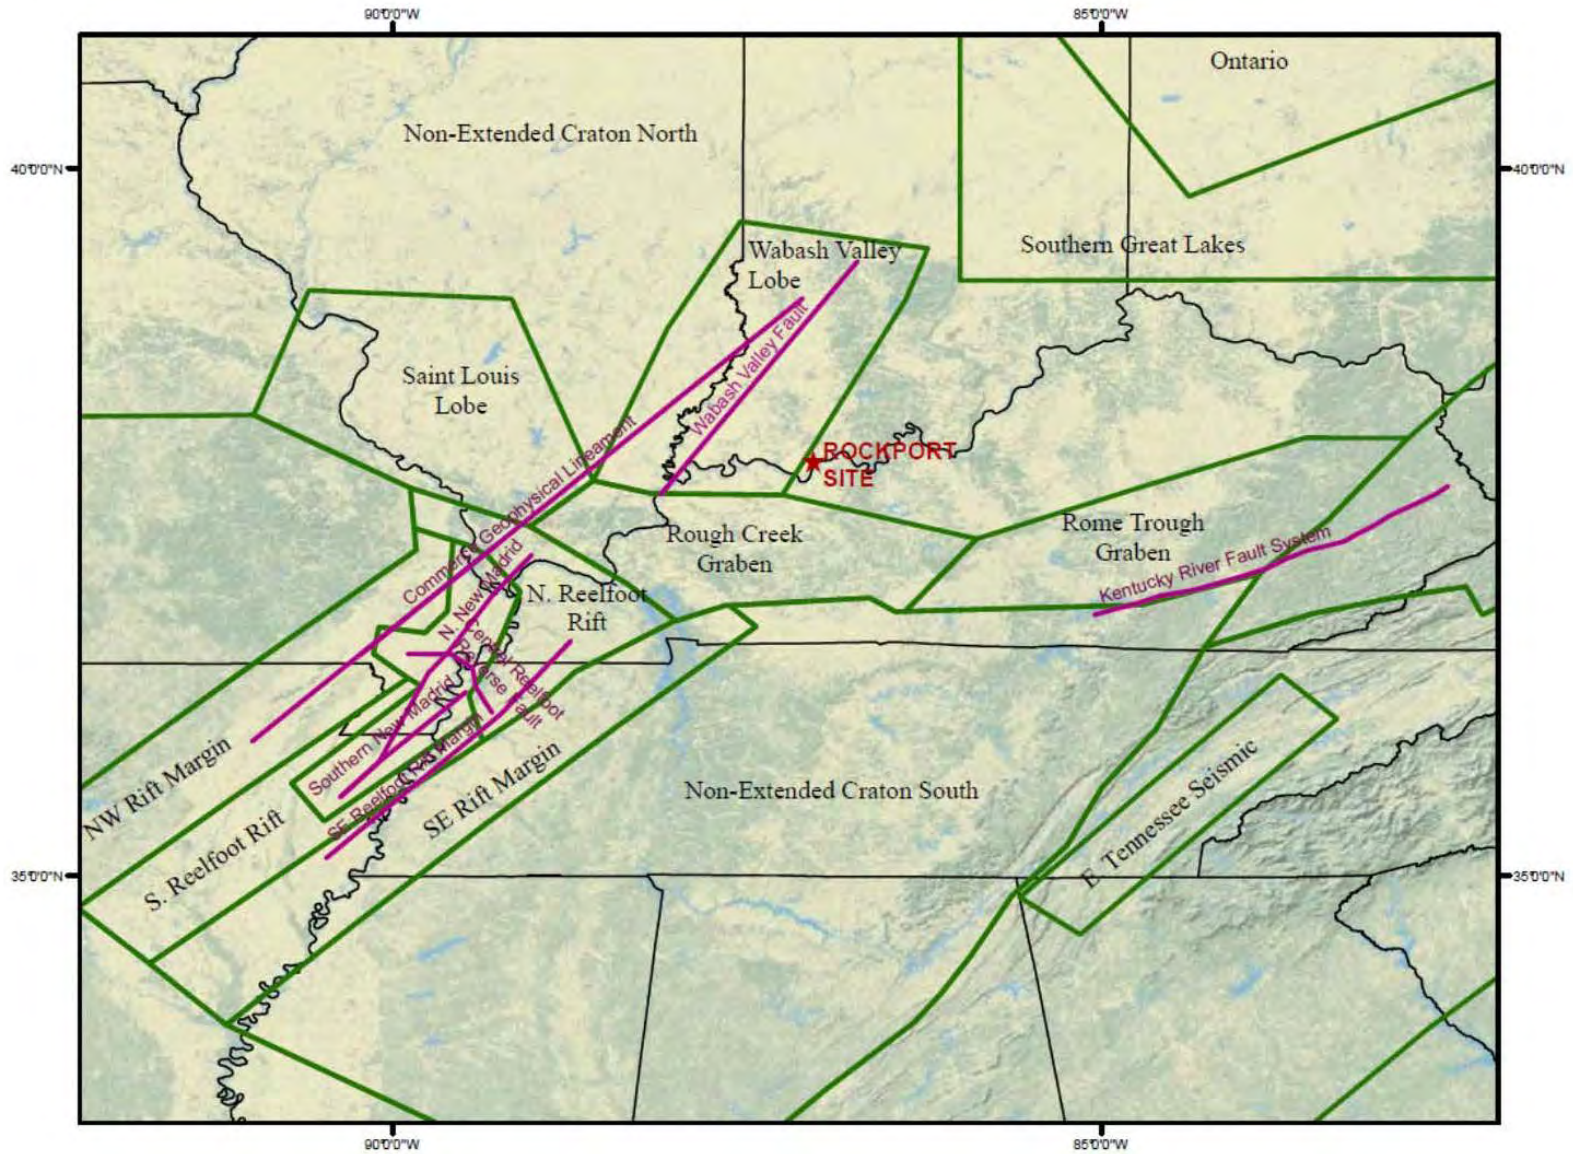 90°0'0"W
85°0'0"W
Ontario
Non-Extended Craton North
40°0'0"N
40°0'0"N
Southern Great Lakes
Wabash Valley
Lobe
Wabash Valley Fault
Saint Louis
Lobe
Commerce Geophysical Lineament
ROCKPORT
SITE
Rough Creek
Graben
Rome Trough
Graben
Kentucky River Fault System
N. New Madrid
N. Reelfoot
Rift
Central Reelfoot
Reverse Fault
Southern New Madrid
SE Reelfoot Rift Margin
NW Rift Margin
S. Reelfoot Rift
SE Rift Margin
Non-Extended Craton South
E. Tennessee Seismic
35°0'0"N
35°0'0"N
90°0'0"W
85°0'0"W